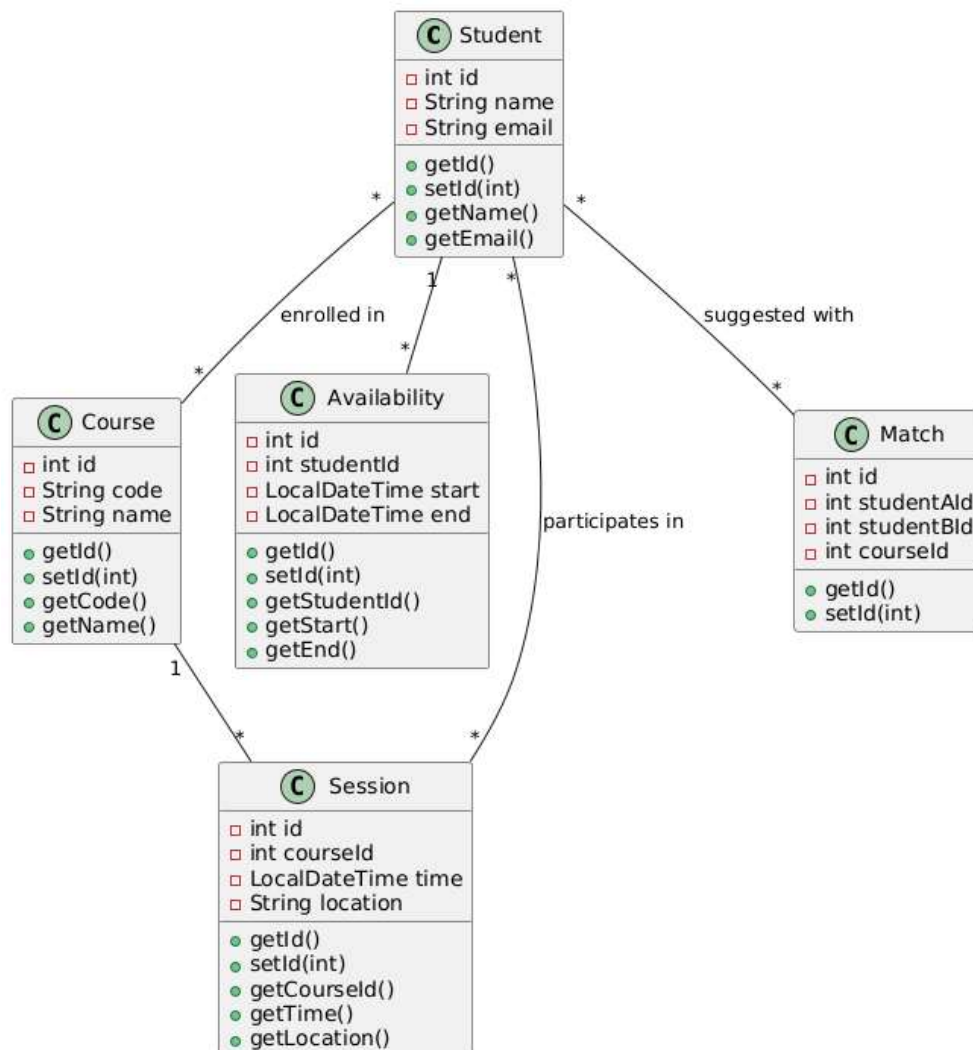 C Student
int id
String name
String email
getId()
setId(int)
getName()
getEmail()
*
*
1
*
enrolled in
suggested with
*
*
*
C Course
int id
String code
String name
getId()
setId(int)
getCode()
getName()
C Availability
int id
int studentId
LocalDateTime start
LocalDateTime end
getId()
setId(int)
getStudentId()
getStart()
getEnd()
C Match
int id
int studentAId
int studentBId
int courseId
getId()
setId(int)
participates in
1
*
*
C Session
int id
int courseId
LocalDateTime time
String location
getId()
setId(int)
getCourseId()
getTime()
getLocation()